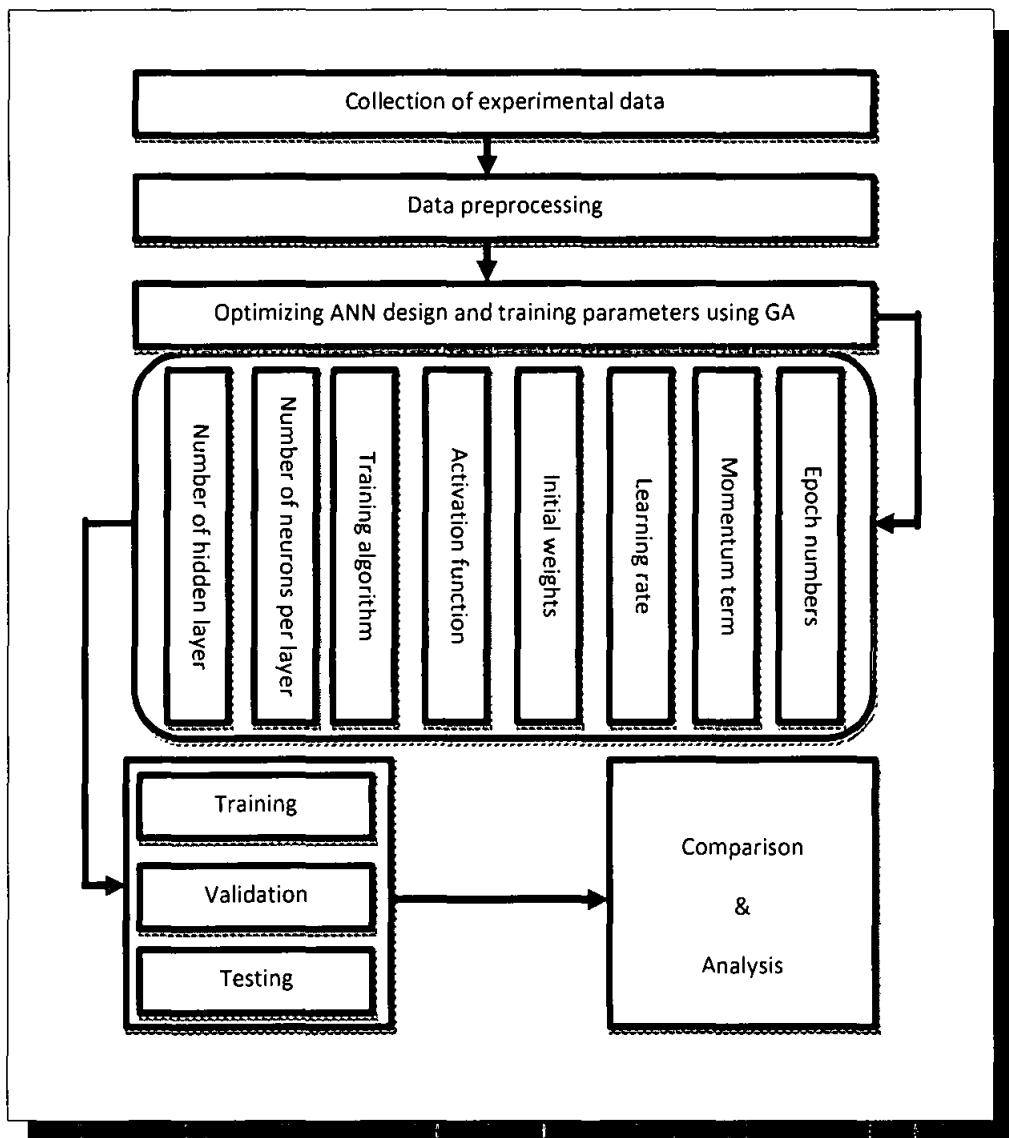 Collection of experimental data
Data preprocessing
Optimizing ANN design and training parameters using GA
Number of hidden layer
Number of neurons per layer
Training algorithm
Activation function
Initial weights
Learning rate
Momentum term
Epoch numbers
Training
Validation
Testing
Comparison
&
Analysis